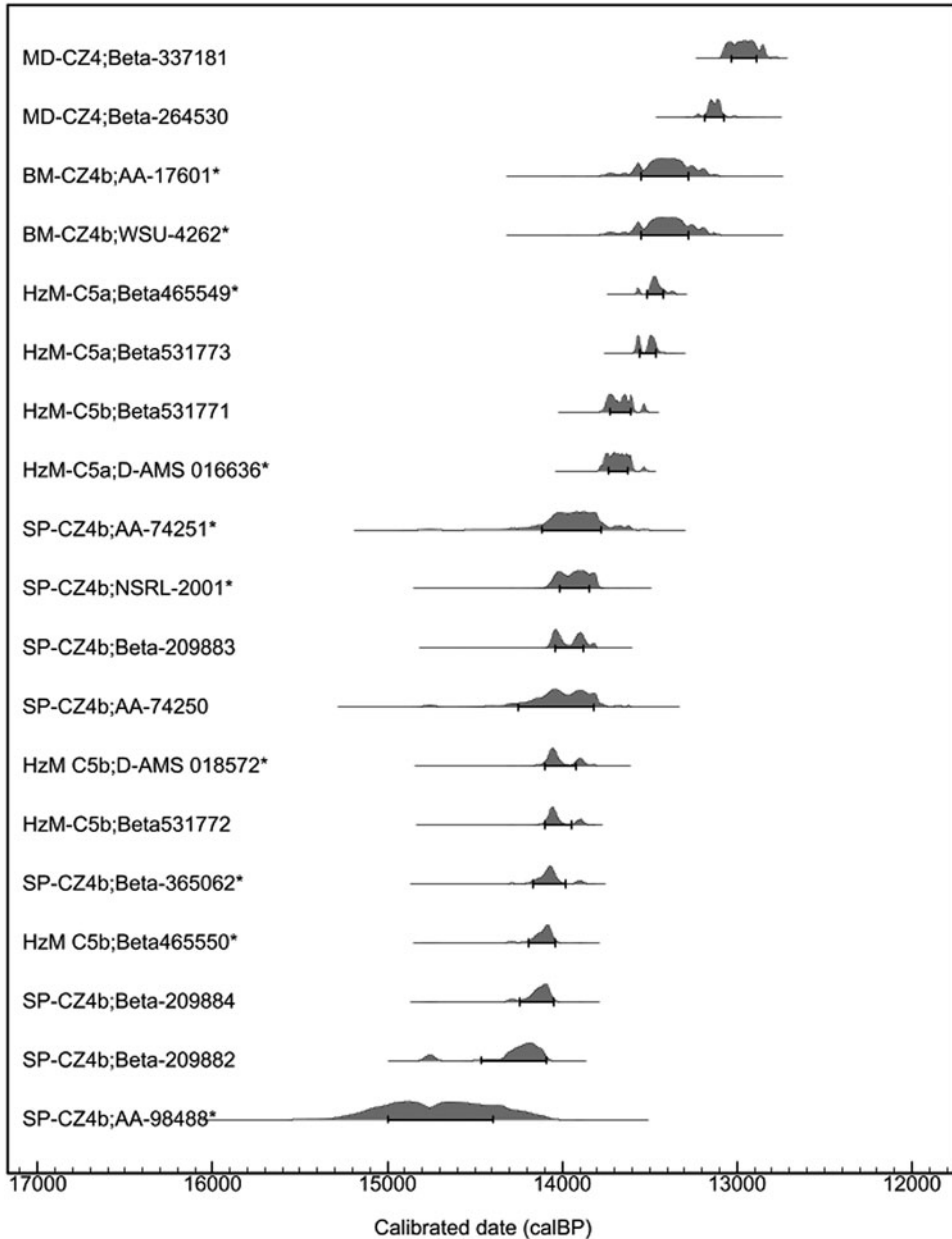 MD-CZ4;Beta-337181
MD-CZ4;Beta-264530
BM-CZ4b;AA-17601*
BM-CZ4b;WSU-4262*
HzM-C5a;Beta465549*
HzM-C5a;Beta531773
HzM-C5b;Beta531771
HzM-C5a;D-AMS 016636*
SP-CZ4b;AA-74251*
SP-CZ4b;NSRL-2001*
SP-CZ4b;Beta-209883
SP-CZ4b;AA-74250
HzM C5b;D-AMS 018572*
HzM-C5b;Beta531772
SP-CZ4b;Beta-365062*
HzM C5b;Beta465550*
SP-CZ4b;Beta-209884
SP-CZ4b;Beta-209882
SP-CZ4b;AA-98488*
17000 16000 15000 14000 13000 12000
Calibrated date (calBP)